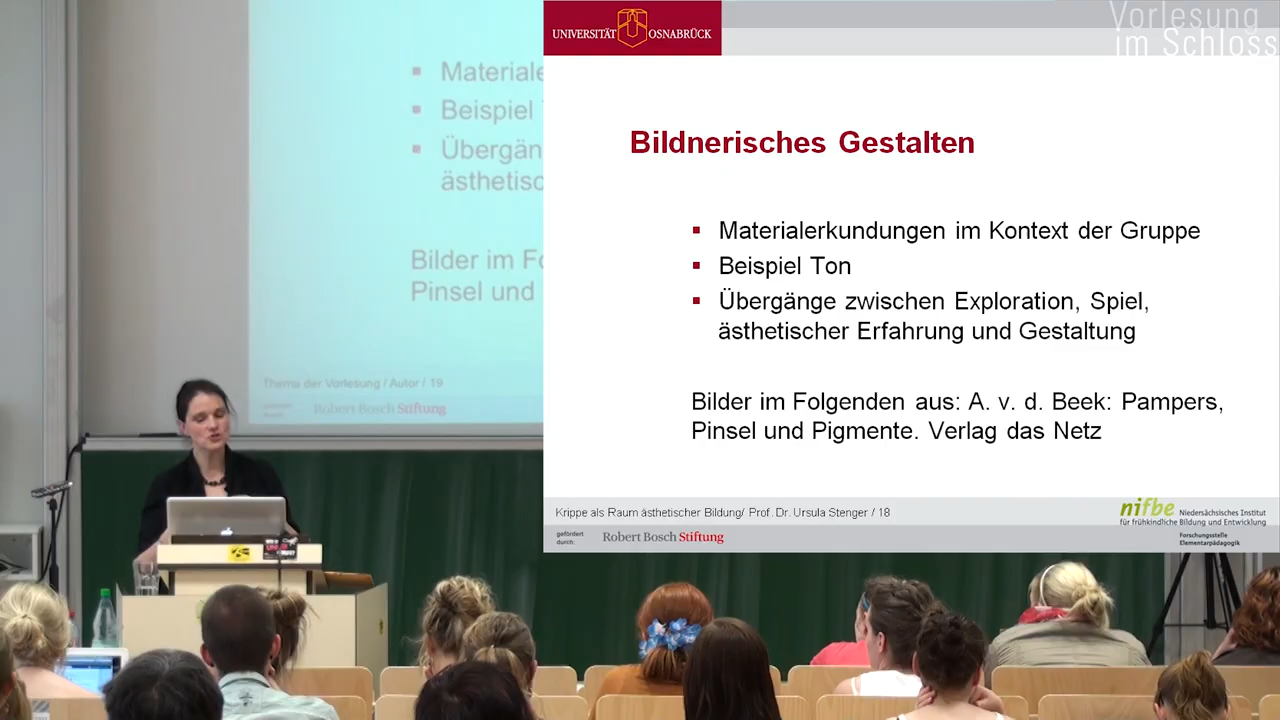 UNIVERSITÄT OSNABRÜCK
Vorlesung
im Schloss
Bildnerisches Gestalten
Materialerkundungen im Kontext der Gruppe
Beispiel Ton
Übergänge zwischen Exploration, Spiel,
ästhetischer Erfahrung und Gestaltung
Bilder im Folgenden aus: A. v. d. Beek: Pampers,
Pinsel und Pigmente. Verlag das Netz
Krippe als Raum ästhetischer Bildung/ Prof. Dr. Ursula Stenger / 18
gefördert
durch:
Robert Bosch Stiftung
nifbe
Niedersächsisches Institut
für frühkindliche Bildung und Entwicklung
Forschungsstelle
Elementarpädagogik
Materiale
Beispiel
Übergän
ästhetisc
Bilder im Fo
Pinsel und
Thema der Vorlesung / Autor / 19
Robert Bosch Stiftung